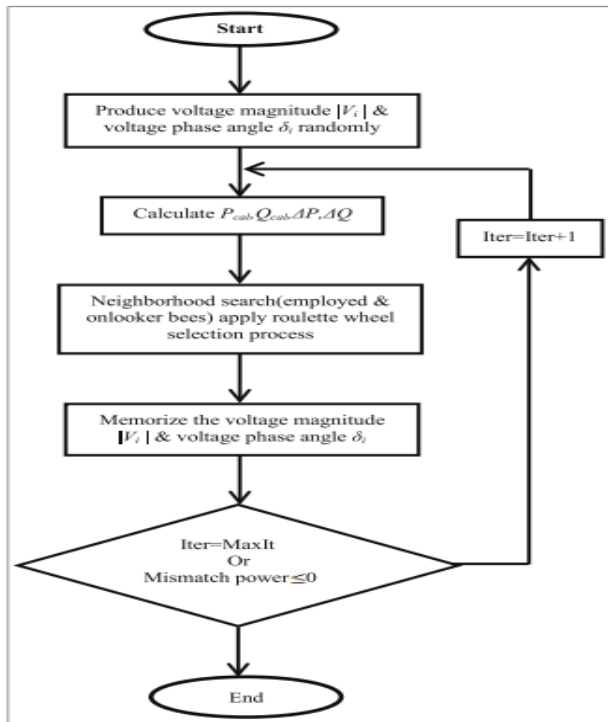 Start
Produce voltage magnitude |Vᵢ| &
voltage phase angle δᵢ randomly
Calculate Pcal,Qcal,ΔP,ΔQ
Iter=Iter+1
Neighborhood search(employed &
onlooker bees) apply roulette wheel
selection process
Memorize the voltage magnitude
|Vᵢ| & voltage phase angle δᵢ
Iter=MaxIt
Or
Mismatch power≤0
End